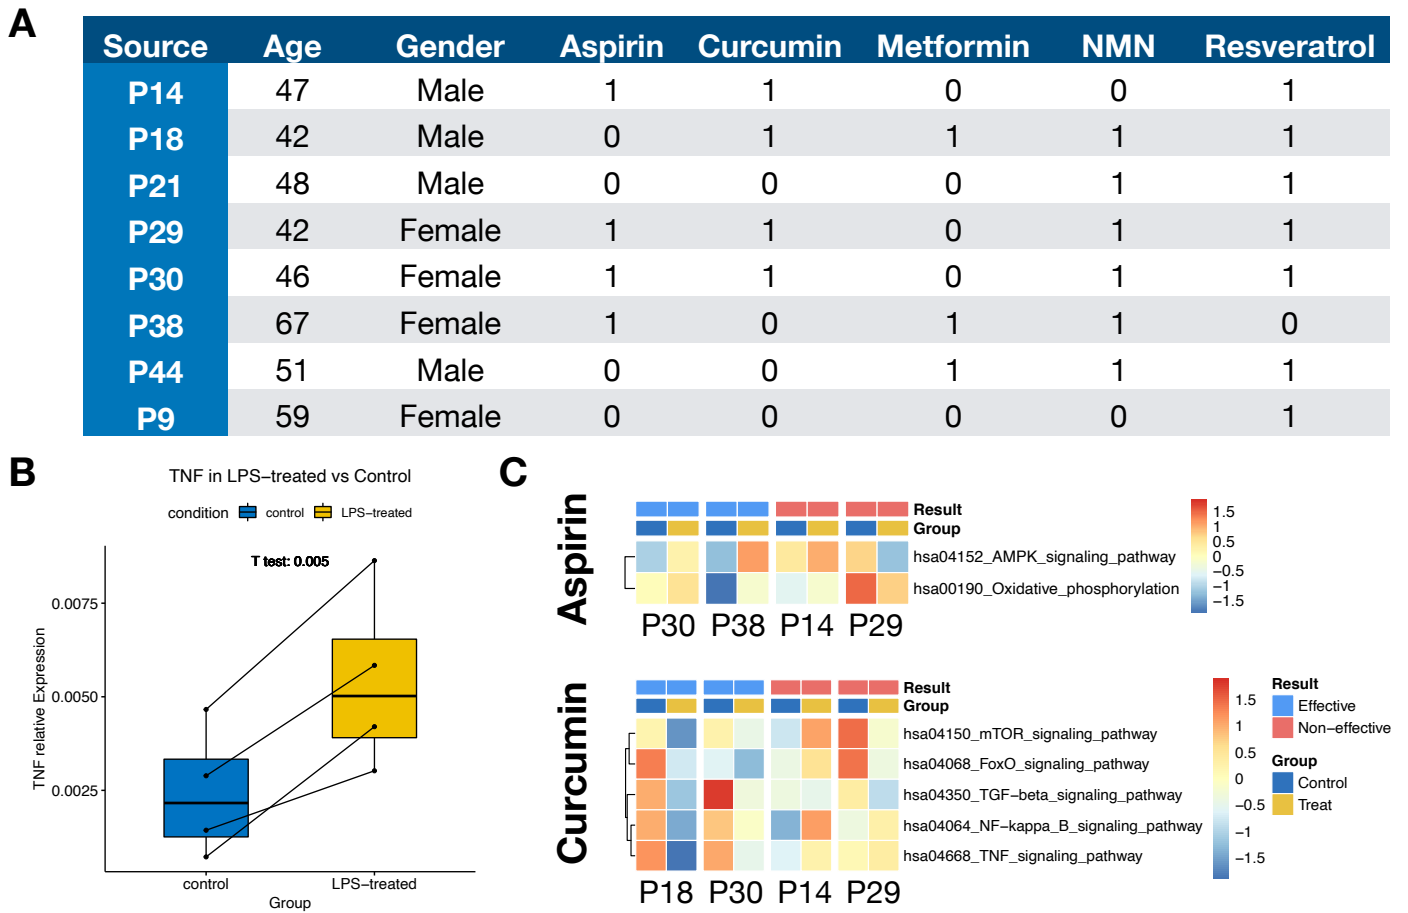 A
Source Age Gender Aspirin Curcumin Metformin NMN Resveratrol
P14 47 Male 1 1 0 0 1
P18 42 Male 0 1 1 1 1
P21 48 Male 0 0 0 1 1
P29 42 Female 1 1 0 1 1
P30 46 Female 1 1 0 1 1
P38 67 Female 1 0 1 1 0
P44 51 Male 0 0 1 1 1
P9 59 Female 0 0 0 0 1
B
TNF in LPS−treated vs Control
condition control LPS−treated
T test: 0.005
TNF relative Expression
0.0075
0.0050
0.0025
control LPS−treated
Group
C
Aspirin
Result
Group
hsa04152_AMPK_signaling_pathway
hsa00190_Oxidative_phosphorylation
P30 P38 P14 P29
1.5
1
0.5
0
−0.5
−1
−1.5
Curcumin
Result
Group
hsa04150_mTOR_signaling_pathway
hsa04068_FoxO_signaling_pathway
hsa04350_TGF−beta_signaling_pathway
hsa04064_NF−kappa_B_signaling_pathway
hsa04668_TNF_signaling_pathway
P18 P30 P14 P29
1.5
1
0.5
0
−0.5
−1
−1.5
Result
Effective
Non−effective
Group
Control
Treat